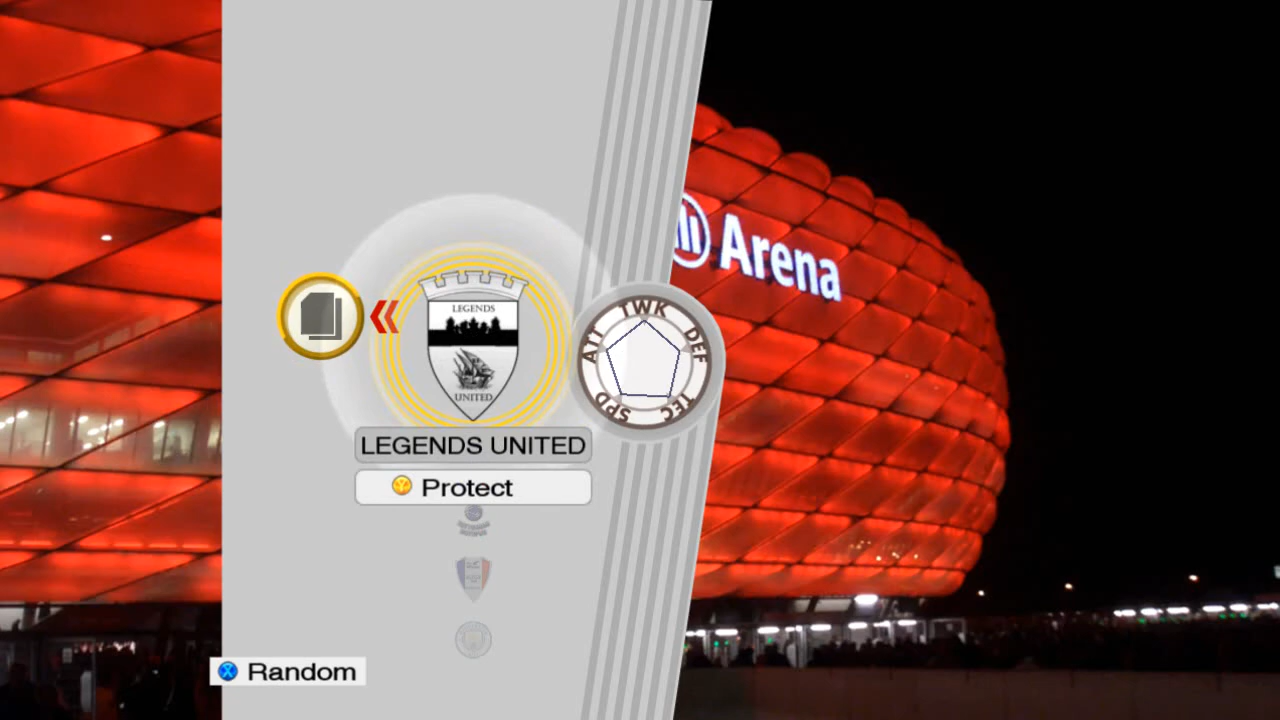 Arena
LEGENDS
UNITED
TWK
ATT
DEF
SPD
TEC
LEGENDS UNITED
Y Protect
X Random